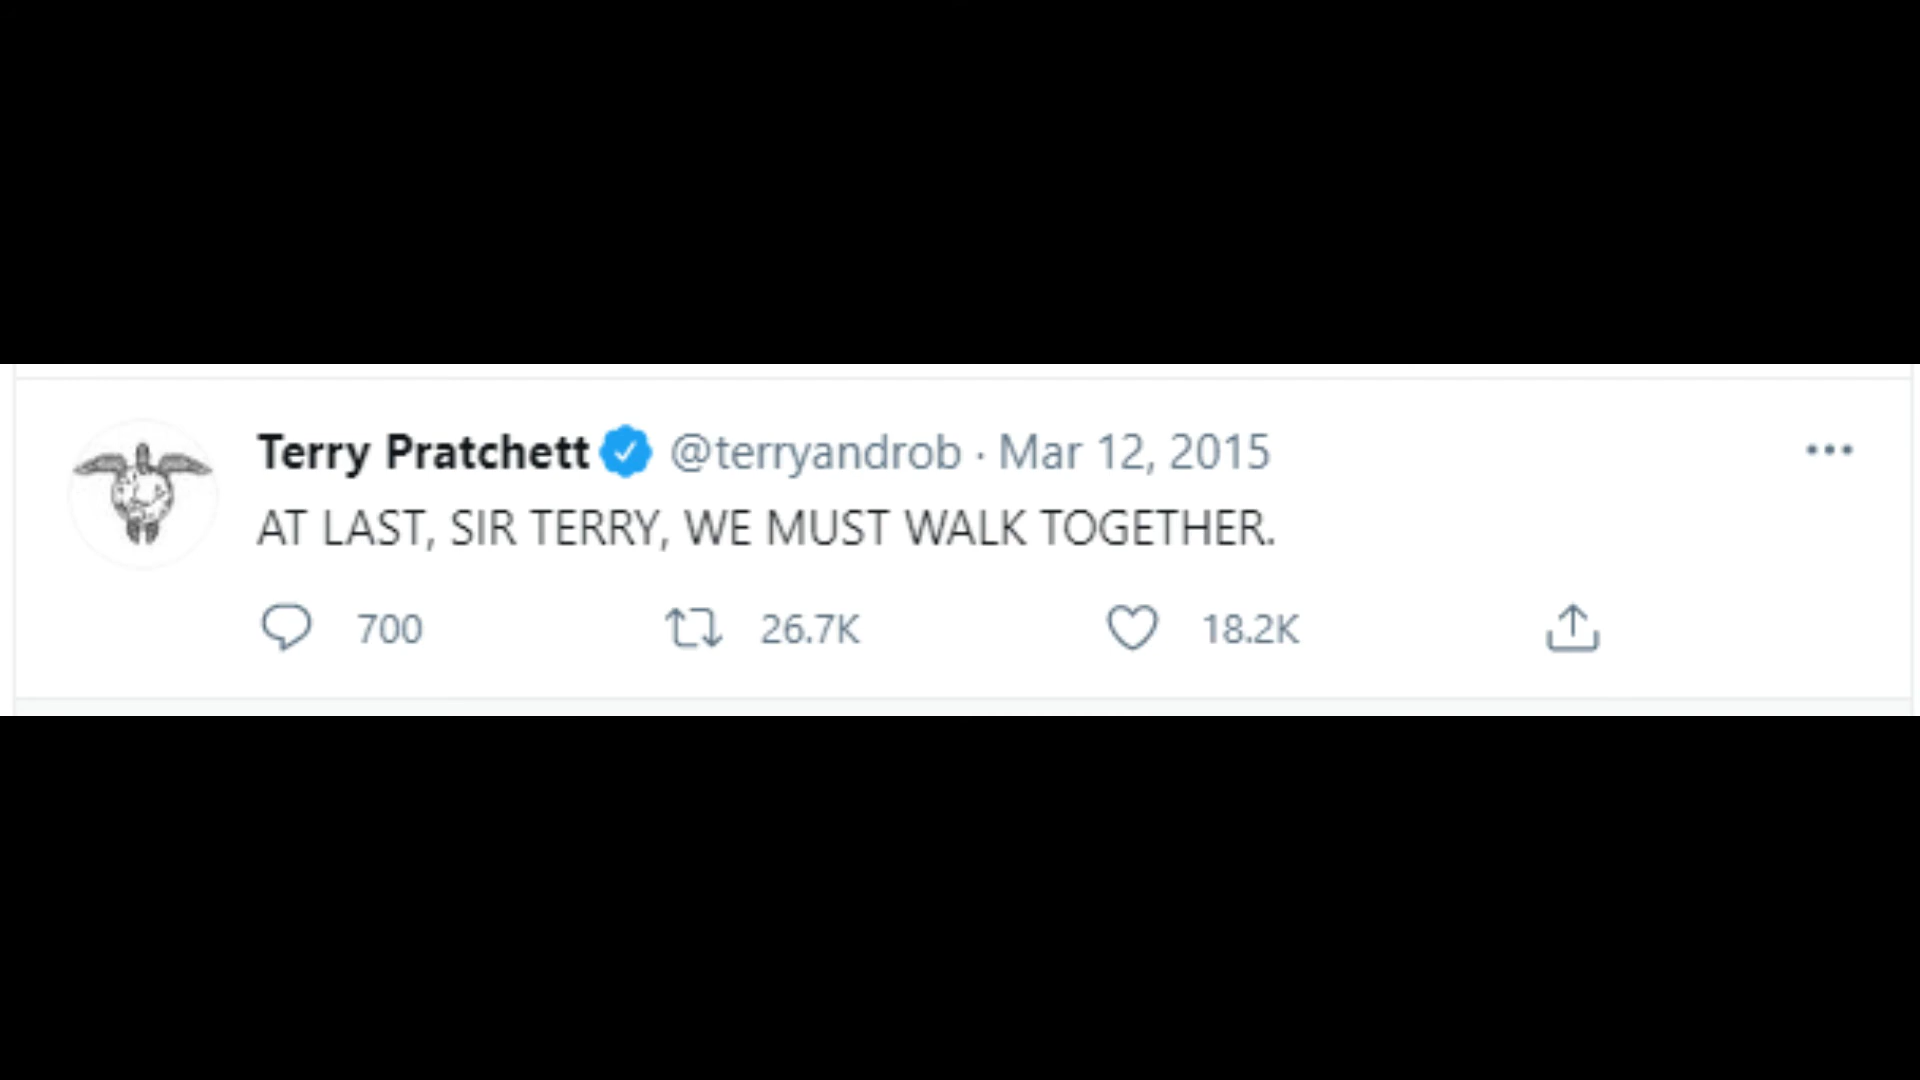 Terry Pratchett @terryandrob · Mar 12, 2015
AT LAST, SIR TERRY, WE MUST WALK TOGETHER.
700 26.7K 18.2K